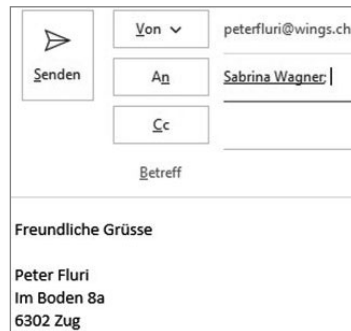 Senden
Von
peterfluri@wings.ch
An
Sabrina Wagner;
Cc
Betreff
Freundliche Grüsse
Peter Fluri
Im Boden 8a
6302 Zug